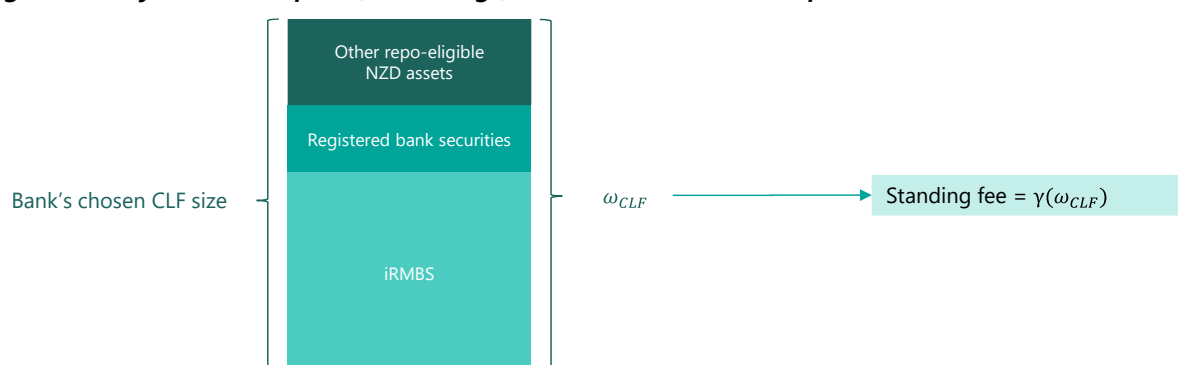 Other repo-eligible
NZD assets
Registered bank securities
Bank's chosen CLF size
ω_CLF
Standing fee = γ(ω_CLF)
iRMBS